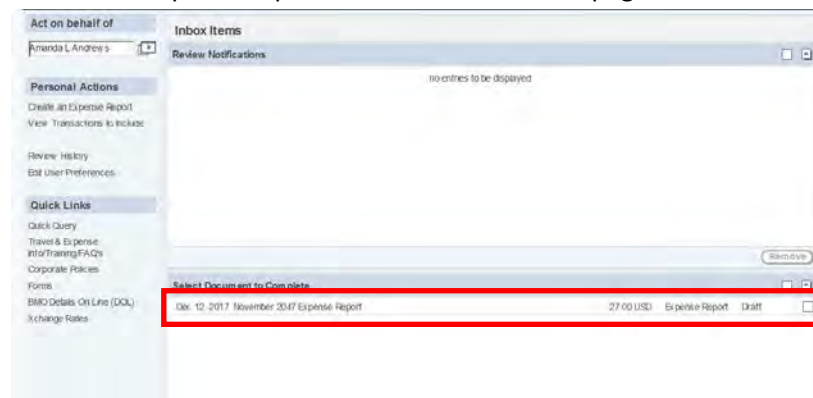 Act on behalf of
Amanda L Andrews
Personal Actions
Create an Expense Report
View Transactions to Include
Review History
Edit User Preferences
Quick Links
Quick Query
Travel & Expense
Info/Training/FAQ's
Corporate Policies
Forms
BMO Details On Line (DOL)
Xchange Rates
Inbox Items
Review Notifications
no entries to be displayed
Remove
Select Document to Complete
Dec. 12, 2017 November 2047 Expense Report 27.00 USD Expense Report Draft